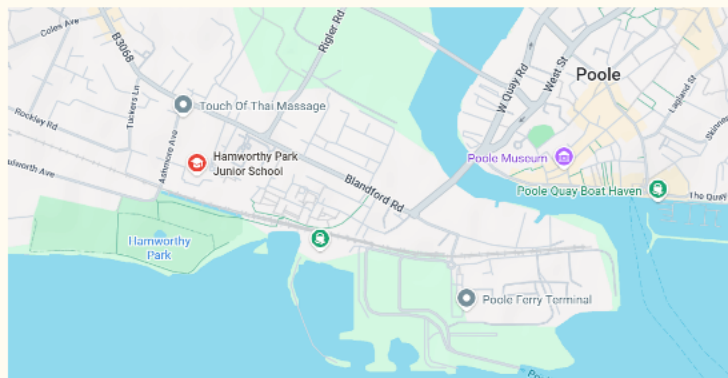 Coles Ave
B3068
Rigler Rd
W Quay Rd
West St
Poole
Lagland St
Tuckers Ln
Touch Of Thai Massage
Rockley Rd
Ashmore Ave
Hamworthy Park
Junior School
Poole Museum
Blandford Rd
Poole Quay Boat Haven
The Quay
Hamworthy
Park
Poole Ferry Terminal